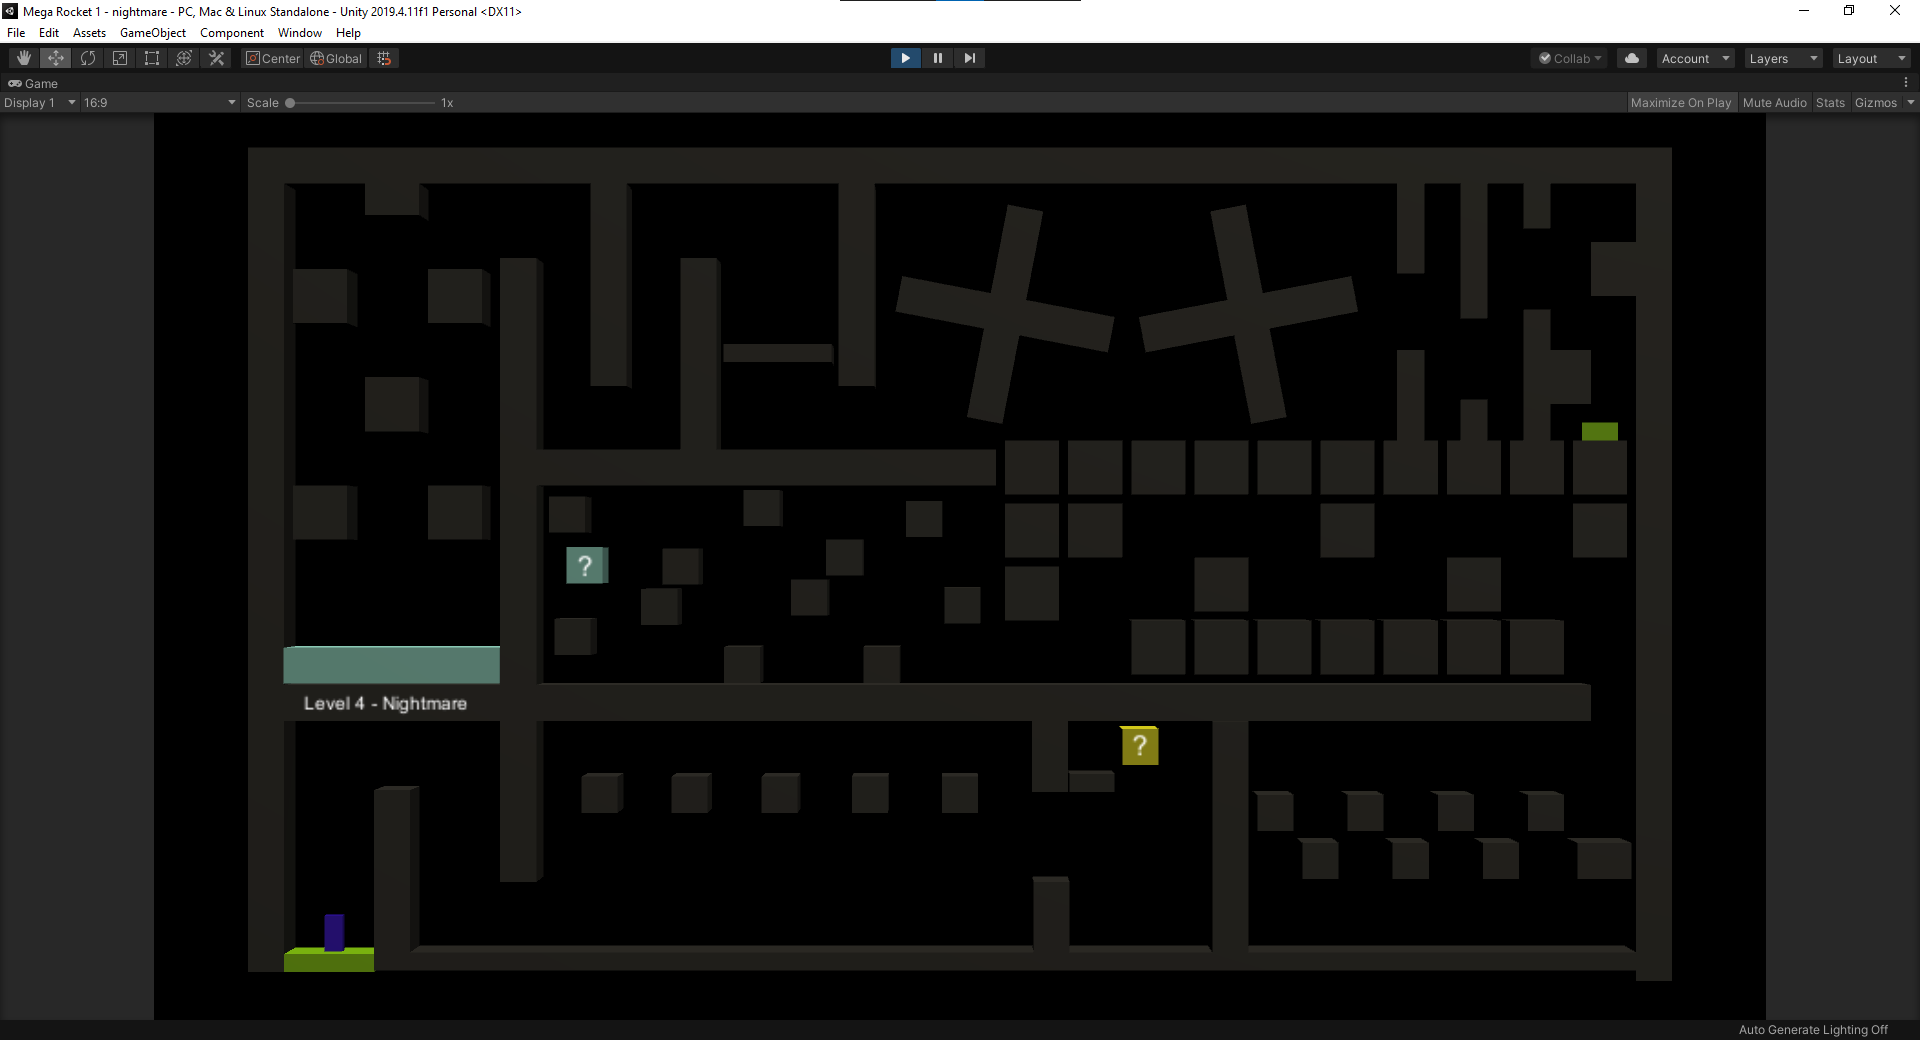 Mega Rocket 1 - nightmare - PC, Mac & Linux Standalone - Unity 2019.4.11f1 Personal <DX11>
File Edit Assets GameObject Component Window Help
Center Global Collab Account Layers Layout
Game
Display 1 16:9 Scale 1x Maximize On Play Mute Audio Stats Gizmos
?
Level 4 - Nightmare
?
Auto Generate Lighting Off